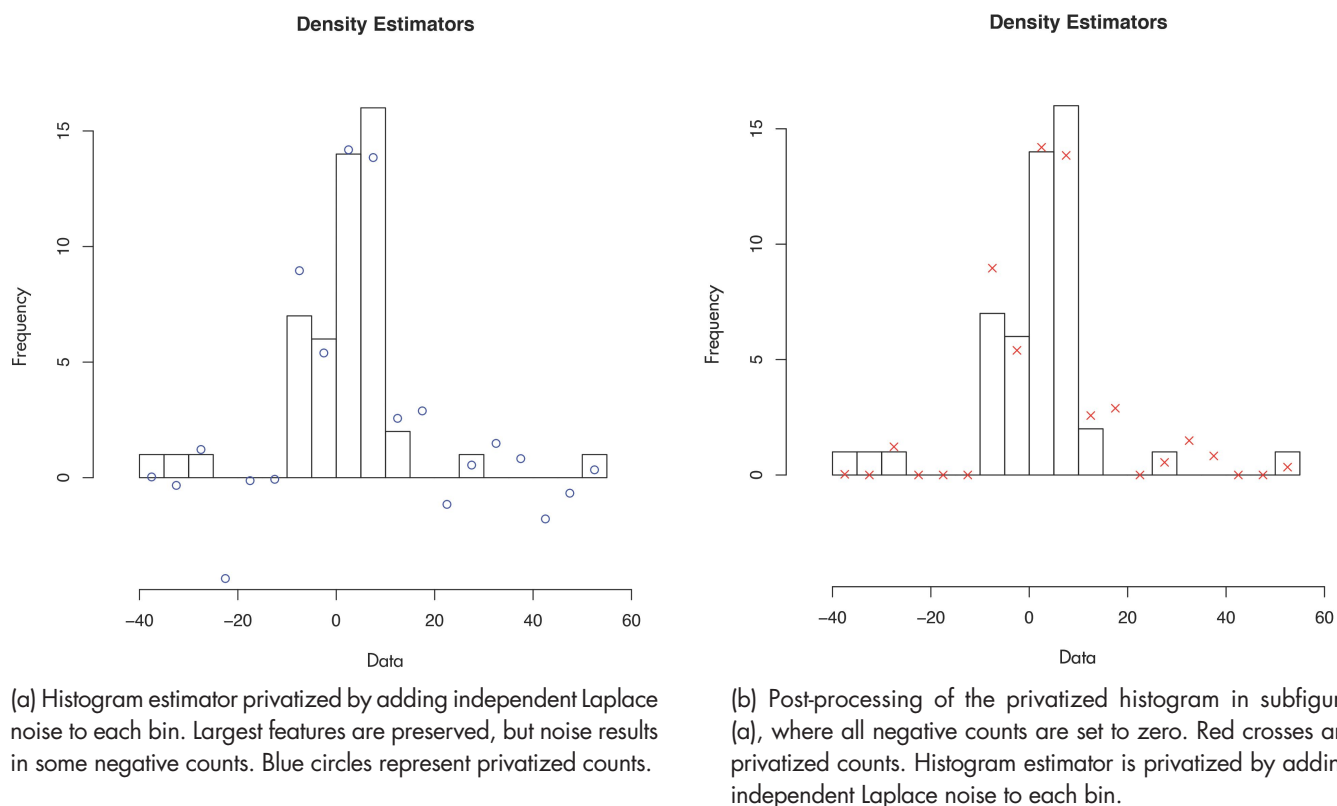 Density Estimators
15
10
5
0
Frequency
−40 −20 0 20 40 60
Data
(a) Histogram estimator privatized by adding independent Laplace
noise to each bin. Largest features are preserved, but noise results
in some negative counts. Blue circles represent privatized counts.
Density Estimators
15
10
5
0
Frequency
−40 −20 0 20 40 60
Data
(b) Post-processing of the privatized histogram in subfigur
(a), where all negative counts are set to zero. Red crosses ar
privatized counts. Histogram estimator is privatized by addin
independent Laplace noise to each bin.